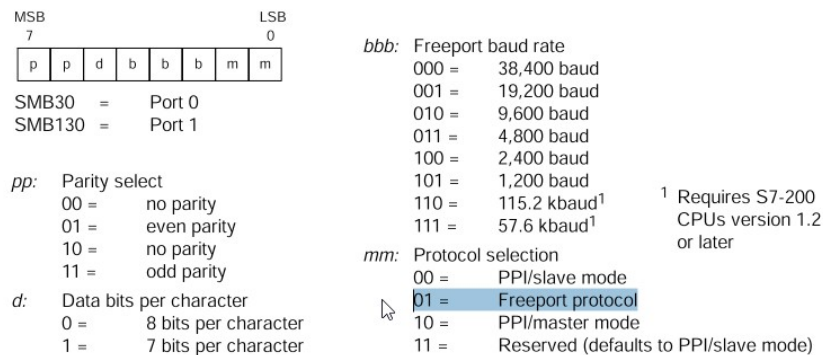 MSB LSB
7 0
p p d b b b m m
SMB30 = Port 0
SMB130 = Port 1
pp: Parity select
00 = no parity
01 = even parity
10 = no parity
11 = odd parity
d: Data bits per character
0 = 8 bits per character
1 = 7 bits per character
bbb: Freeport baud rate
000 = 38,400 baud
001 = 19,200 baud
010 = 9,600 baud
011 = 4,800 baud
100 = 2,400 baud
101 = 1,200 baud
110 = 115.2 kbaud1
111 = 57.6 kbaud1
1 Requires S7-200
CPUs version 1.2
or later
mm: Protocol selection
00 = PPI/slave mode
01 = Freeport protocol
10 = PPI/master mode
11 = Reserved (defaults to PPI/slave mode)